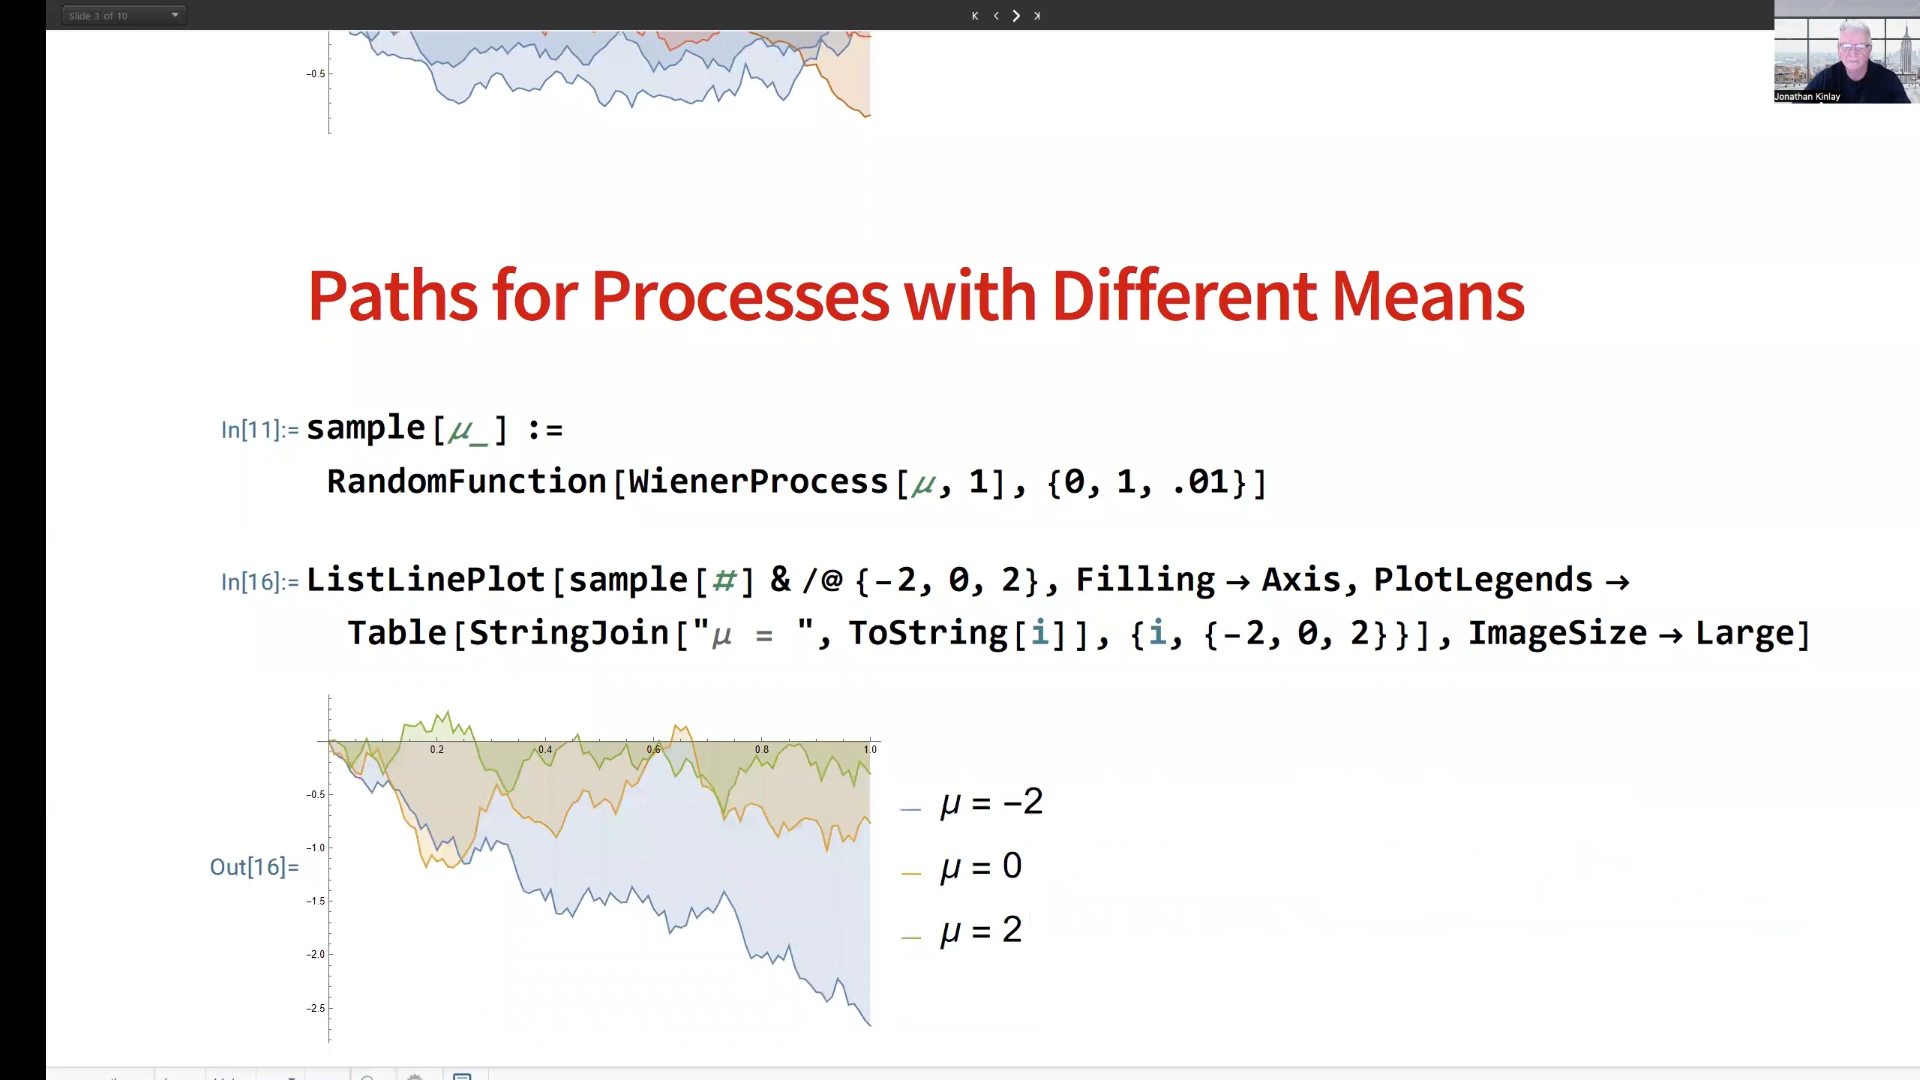 Slide 3 of 10
Jonathan Kinlay
-0.5
Paths for Processes with Different Means
In[11]:= sample[μ_] :=
RandomFunction[WienerProcess[μ, 1], {0, 1, .01}]
In[16]:= ListLinePlot[sample[#] & /@ {-2, 0, 2}, Filling → Axis, PlotLegends →
Table[StringJoin["μ = ", ToString[i]], {i, {-2, 0, 2}}], ImageSize → Large]
0.2 0.4 0.6 0.8 1.0
-0.5
-1.0
-1.5
-2.0
-2.5
Out[16]=
μ = -2
μ = 0
μ = 2